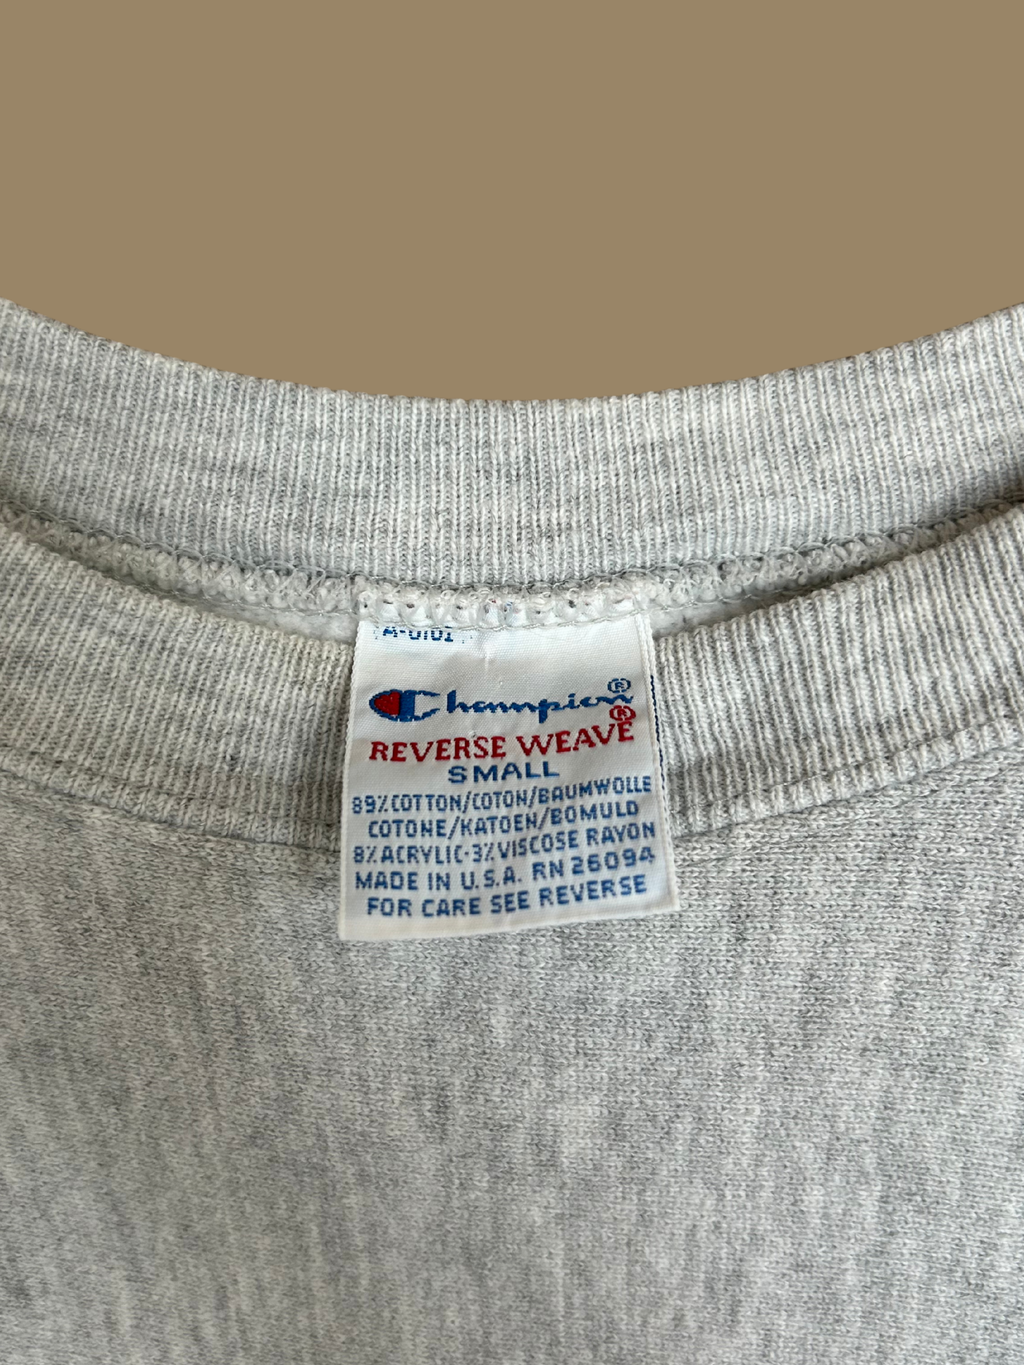 A-0101
Champion®
REVERSE WEAVE®
SMALL
89%COTTON/COTON/BAUMWOLLE
COTONE/KATOEN/BOMULD
8%ACRYLIC·3%VISCOSE RAYON
MADE IN U.S.A. RN 26094
FOR CARE SEE REVERSE